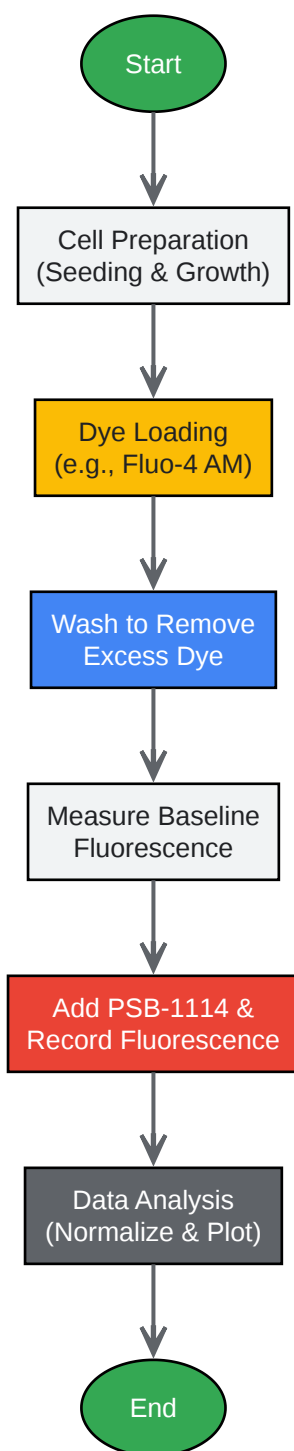 Start
Cell Preparation
(Seeding & Growth)
Dye Loading
(e.g., Fluo-4 AM)
Wash to Remove
Excess Dye
Measure Baseline
Fluorescence
Add PSB-1114 &
Record Fluorescence
Data Analysis
(Normalize & Plot)
End